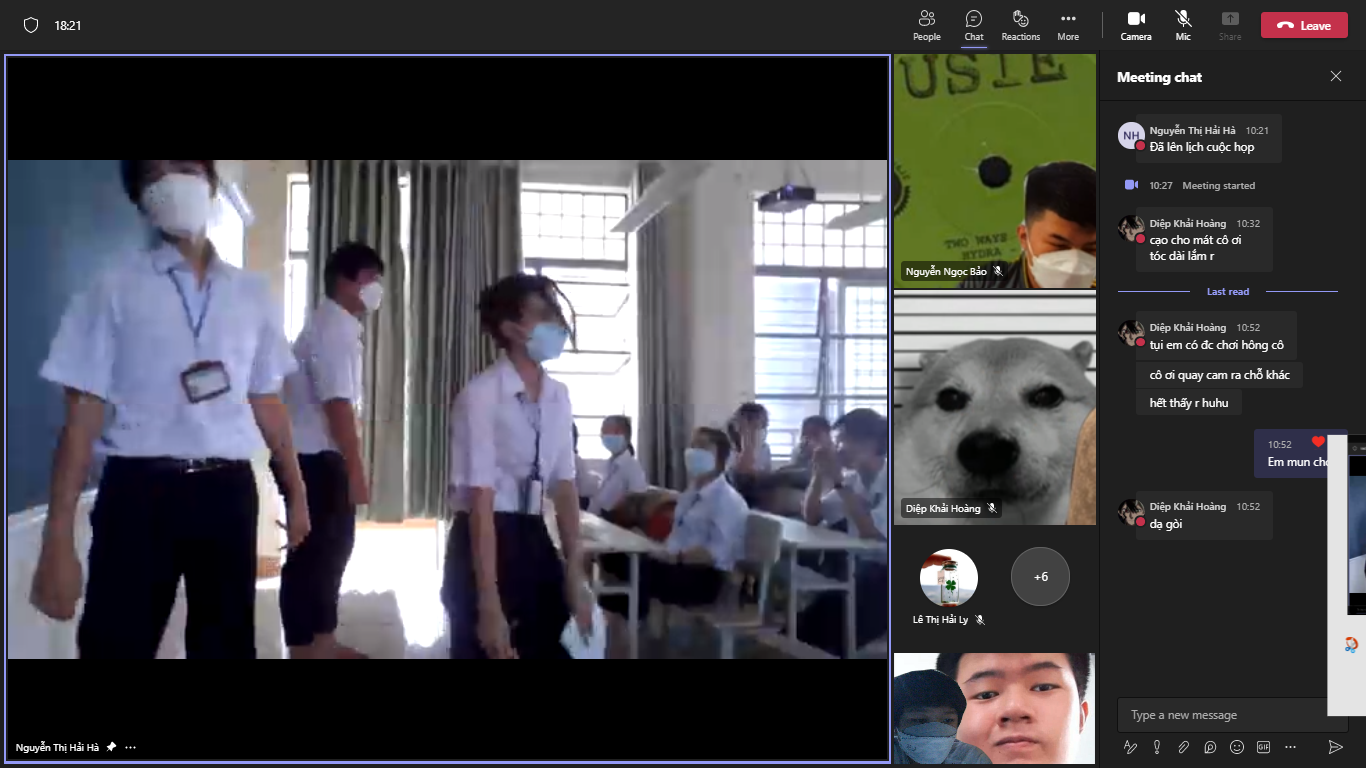 18:21
People
Chat
Reactions
More
Camera
Mic
Share
Leave
USIE
TWO WAYS
HYDRA
Nguyễn Ngọc Bảo
Diệp Khải Hoàng
+6
Lê Thị Hải Ly
Nguyễn Thị Hải Hà
Meeting chat
NH
Nguyễn Thị Hải Hà 10:21
Đã lên lịch cuộc họp
10:27 Meeting started
Diệp Khải Hoàng 10:32
cạo cho mát cô ơi
tóc dài lắm r
Last read
Diệp Khải Hoàng 10:52
tụi em có đc chơi hông cô
cô ơi quay cam ra chỗ khác
hết thấy r huhu
10:52
Em mun
Diệp Khải Hoàng 10:52
dạ gòi
Type a new message
GIF